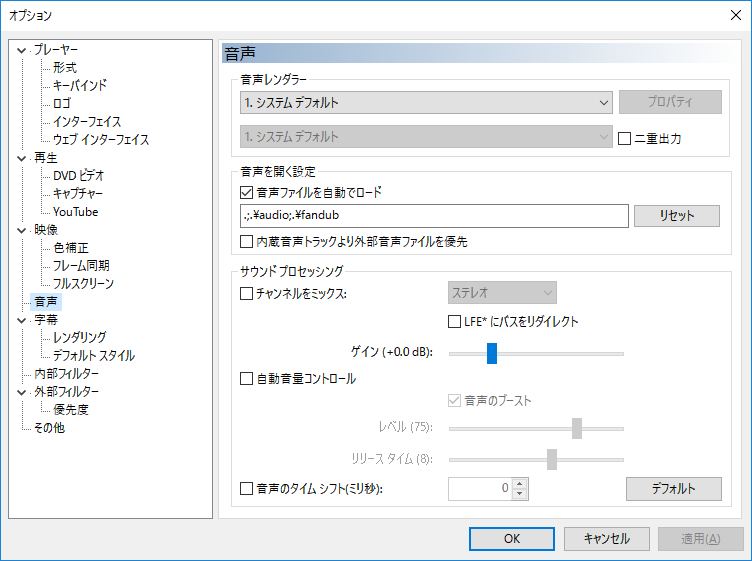 オプション
プレーヤー
形式
キーバインド
ロゴ
インターフェイス
ウェブ インターフェイス
再生
DVD ビデオ
キャプチャー
YouTube
映像
色補正
フレーム同期
フルスクリーン
音声
字幕
レンダリング
デフォルト スタイル
内部フィルター
外部フィルター
優先度
その他
音声
音声レンダラー
1. システム デフォルト
プロパティ
1. システム デフォルト
二重出力
音声を開く設定
音声ファイルを自動でロード
.;.¥audio;.¥fandub
リセット
内蔵音声トラックより外部音声ファイルを優先
サウンド プロセッシング
チャンネルをミックス:
ステレオ
LFE* にバスをリダイレクト
ゲイン (+0.0 dB):
自動音量コントロール
音声のブースト
レベル (75):
リリース タイム (8):
音声のタイム シフト(ミリ秒):
0
デフォルト
OK
キャンセル
適用(A)